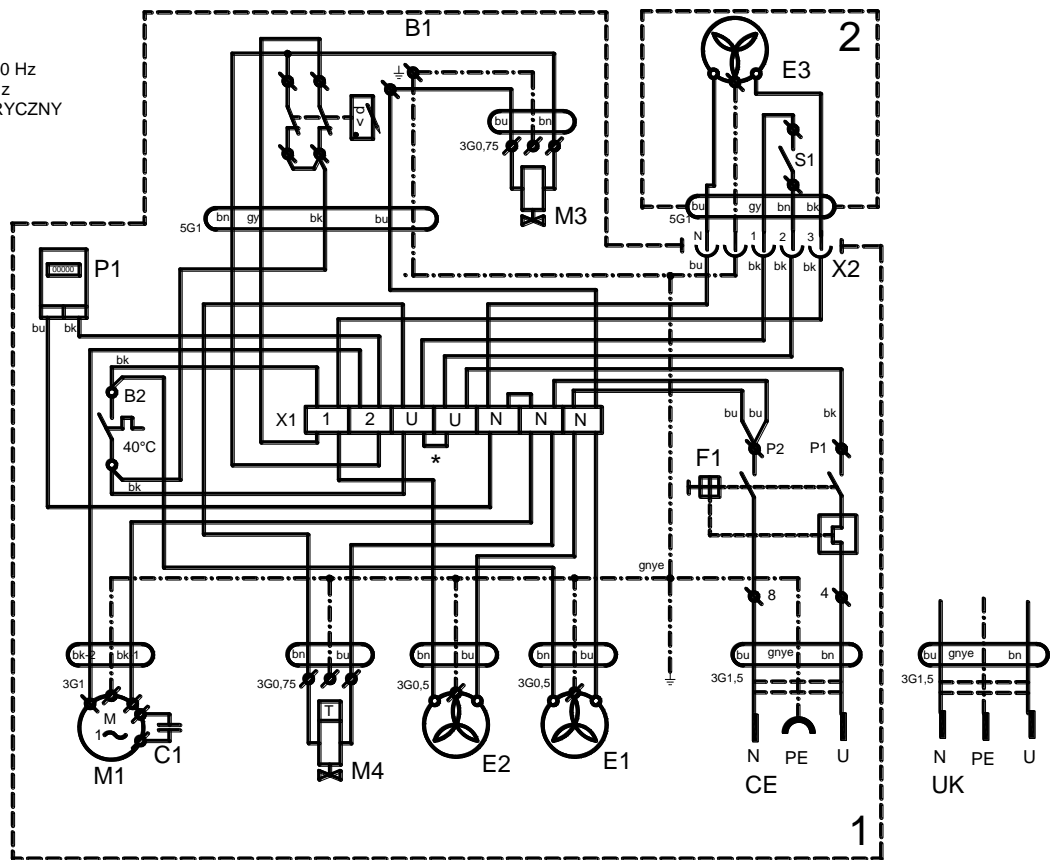 B1
2
0 Hz
z
RYCZNY
E3
bu
bn
3G0,75
M3
S1
bn
gy
bk
bu
5G1
bu
gy
bn
bk
5G1
N
1
2
3
X2
bu
bk
bk
bk
P1
00000
bu
bk
bk
B2
40°C
bk
X1
1
2
U
U
N
N
N
*
bu
bu
bk
P2
P1
F1
gnye
8
4
bk-2
bk-1
3G1
M
1
M1
C1
bn
bu
3G0,75
T
M4
bn
bu
3G0,5
E2
bn
bu
3G0,5
E1
bu
gnye
bn
3G1,5
N
PE
U
CE
bu
gnye
bn
3G1,5
N
PE
U
UK
1